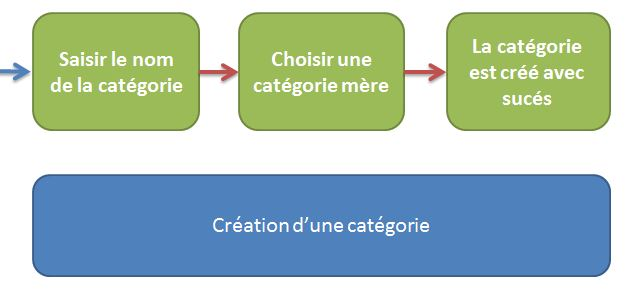 Saisir le nom
de la catégorie
Choisir une
catégorie mère
La catégorie
est créé avec
sucés
Création d’une catégorie